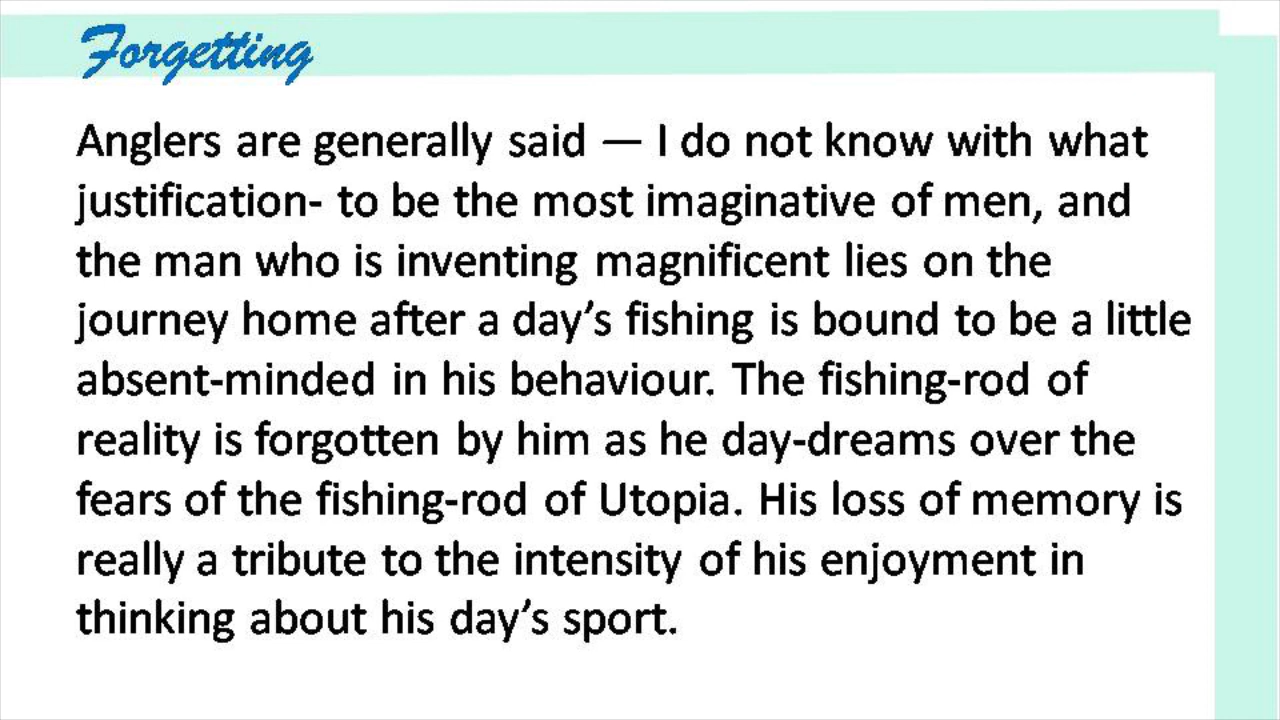 Forgetting
Anglers are generally said — I do not know with what
justification- to be the most imaginative of men, and
the man who is inventing magnificent lies on the
journey home after a day's fishing is bound to be a little
absent-minded in his behaviour. The fishing-rod of
reality is forgotten by him as he day-dreams over the
fears of the fishing-rod of Utopia. His loss of memory is
really a tribute to the intensity of his enjoyment in
thinking about his day's sport.